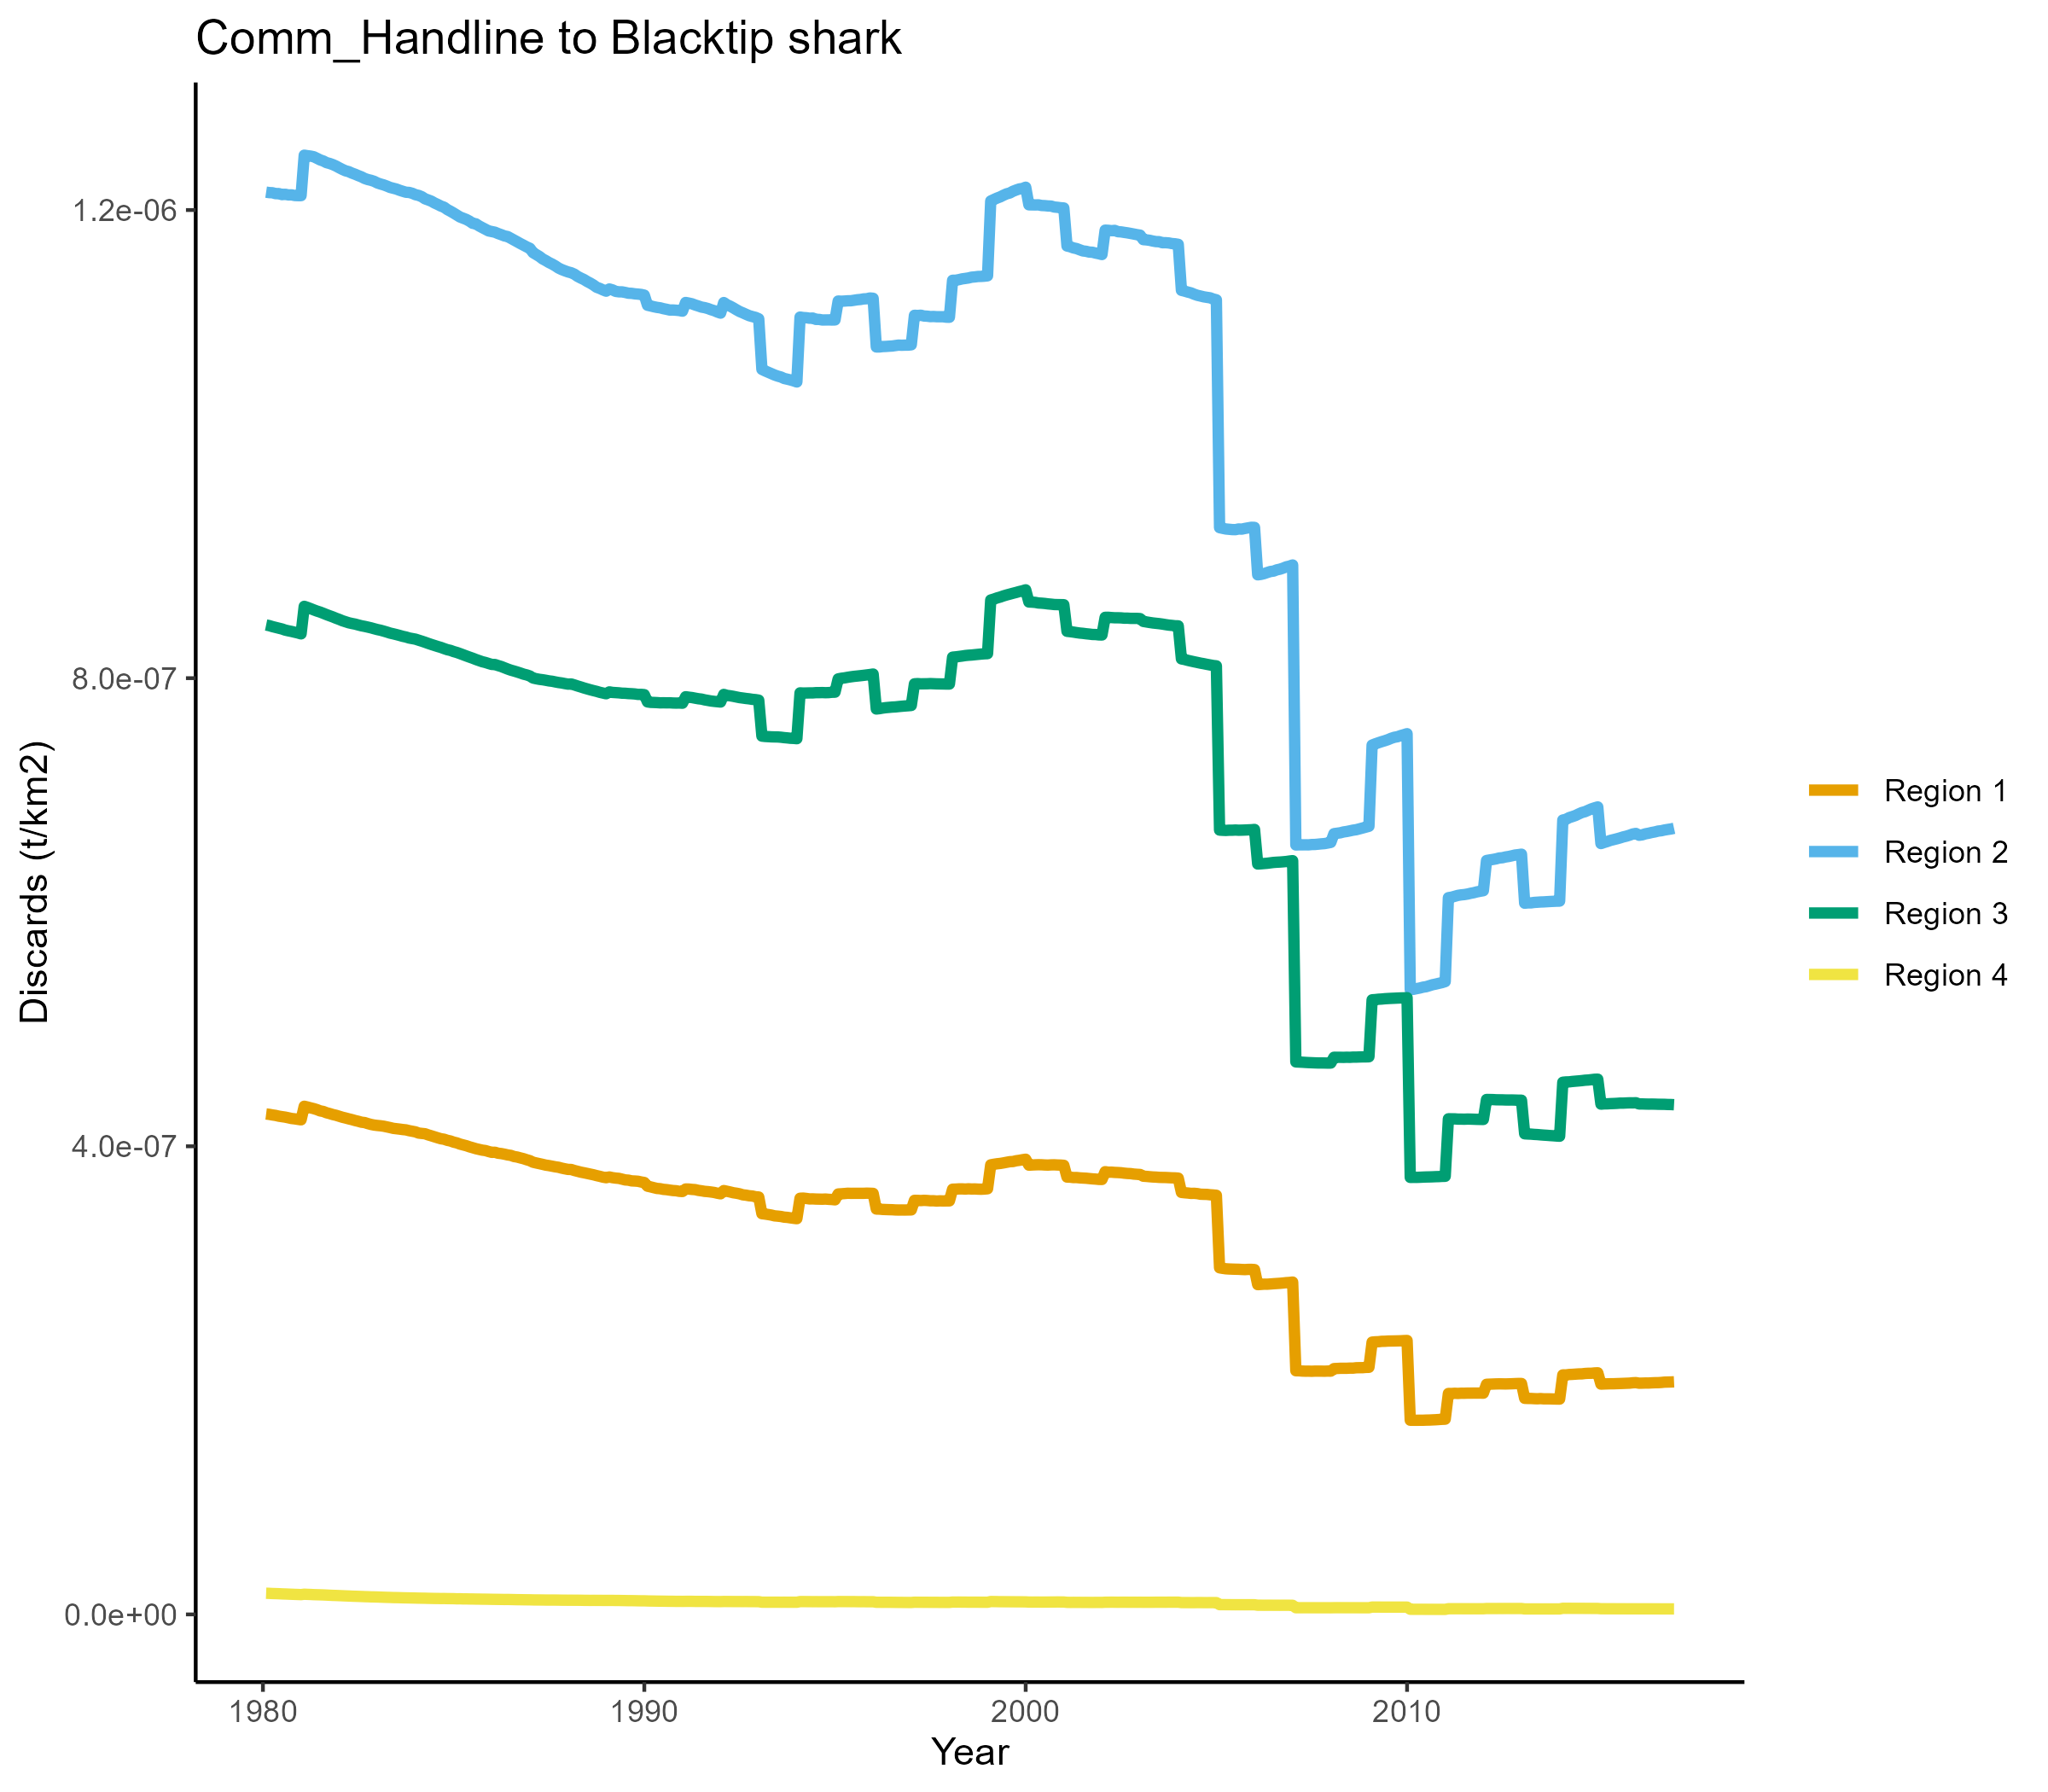 Comm_Handline to Blacktip shark
Discards (t/km2)
1.2e-06
8.0e-07
4.0e-07
0.0e+00
1980
1990
2000
2010
Year
Region 1
Region 2
Region 3
Region 4